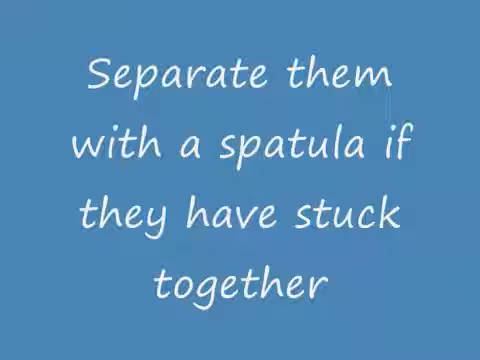 Separate them
with a spatula if
they have stuck
together